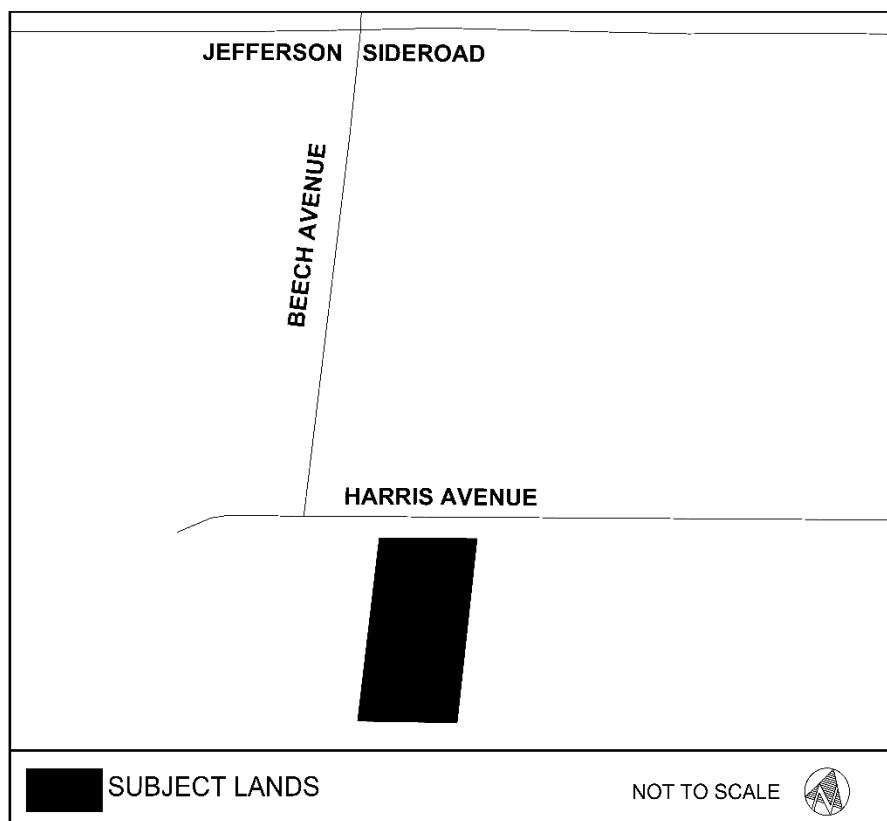 JEFFERSON SIDEROAD
BEECH AVENUE
HARRIS AVENUE
SUBJECT LANDS
NOT TO SCALE